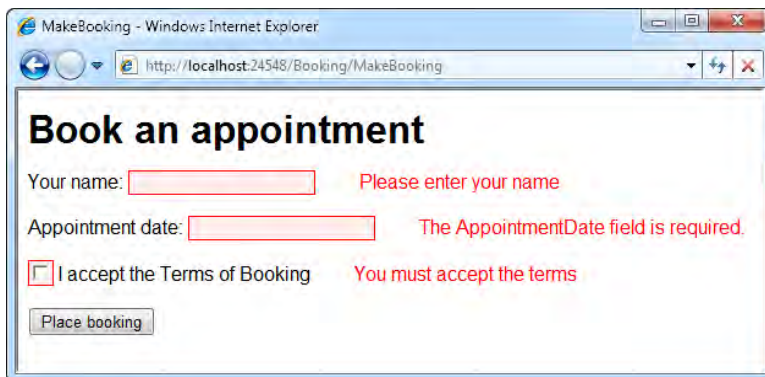 MakeBooking - Windows Internet Explorer
http://localhost:24548/Booking/MakeBooking
Book an appointment
Your name: Please enter your name
Appointment date: The AppointmentDate field is required.
I accept the Terms of Booking You must accept the terms
Place booking